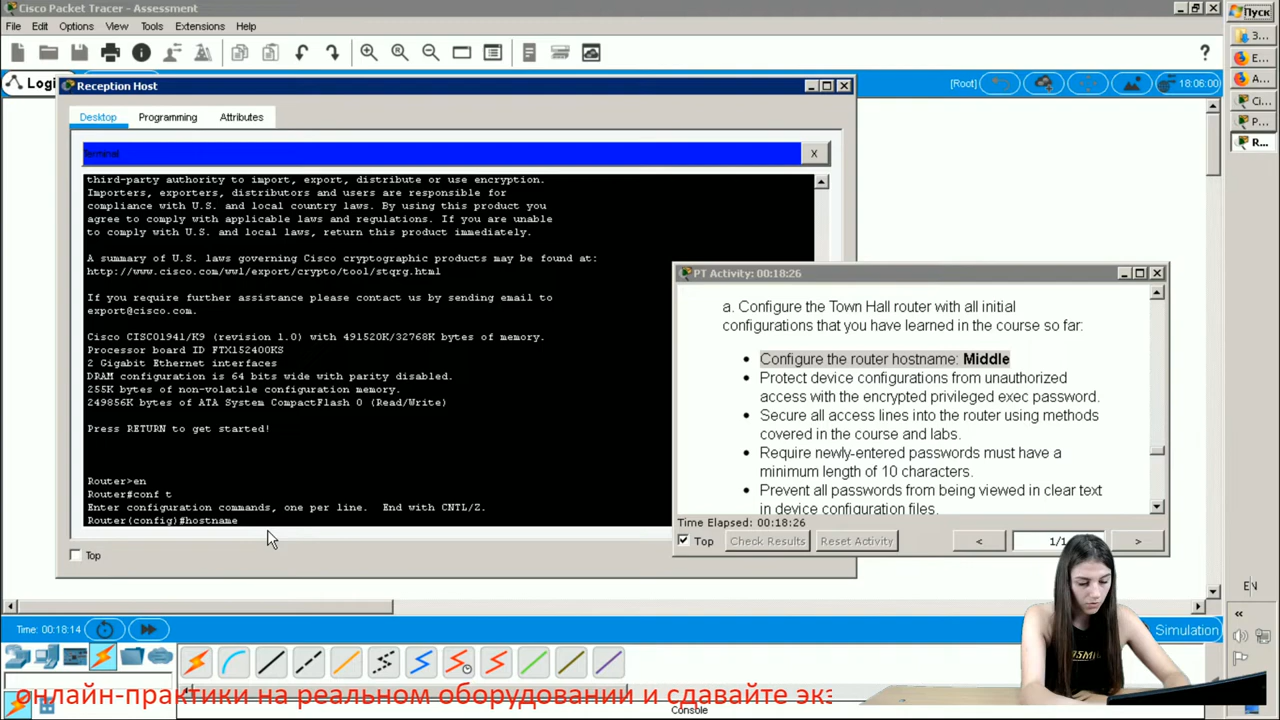 Cisco Packet Tracer - Assessment
Пуск
File Edit Options View Tools Extensions Help
З...
E...
A...
Ci...
P...
R...
Logi
[Root]
18:06:00
Reception Host
Desktop Programming Attributes
Terminal
X
third-party authority to import, export, distribute or use encryption.
Importers, exporters, distributors and users are responsible for
compliance with U.S. and local country laws. By using this product you
agree to comply with applicable laws and regulations. If you are unable
to comply with U.S. and local laws, return this product immediately.
A summary of U.S. laws governing Cisco cryptographic products may be found at:
http://www.cisco.com/wwl/export/crypto/tool/stqrg.html
If you require further assistance please contact us by sending email to
export@cisco.com.
Cisco CISCO1941/K9 (revision 1.0) with 491520K/32768K bytes of memory.
Processor board ID FTX152400KS
2 Gigabit Ethernet interfaces
DRAM configuration is 64 bits wide with parity disabled.
255K bytes of non-volatile configuration memory.
249856K bytes of ATA System CompactFlash 0 (Read/Write)
Press RETURN to get started!
Router>en
Router#conf t
Enter configuration commands, one per line. End with CNTL/Z.
Router(config)#hostname
Top
PT Activity: 00:18:26
a. Configure the Town Hall router with all initial
configurations that you have learned in the course so far:
• Configure the router hostname: Middle
• Protect device configurations from unauthorized
access with the encrypted privileged exec password.
• Secure all access lines into the router using methods
covered in the course and labs.
• Require newly-entered passwords must have a
minimum length of 10 characters.
• Prevent all passwords from being viewed in clear text
in device configuration files.
Time Elapsed: 00:18:26
Top Check Results Reset Activity < 1/1 >
EN
Time: 00:18:14
Simulation
онлайн-практики на реальном оборудовании и сдавайте экз
Console